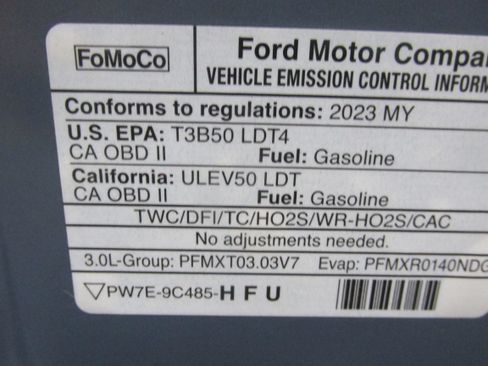 FoMoCo
Ford Motor Compa
VEHICLE EMISSION CONTROL INFORM
Conforms to regulations: 2023 MY
U.S. EPA: T3B50 LDT4
CA OBD II Fuel: Gasoline
California: ULEV50 LDT
CA OBD II Fuel: Gasoline
TWC/DFI/TC/HO2S/WR-HO2S/CAC
No adjustments needed.
3.0L-Group: PFMXT03.03V7 Evap: PFMXR0140NDG
PW7E-9C485-HFU